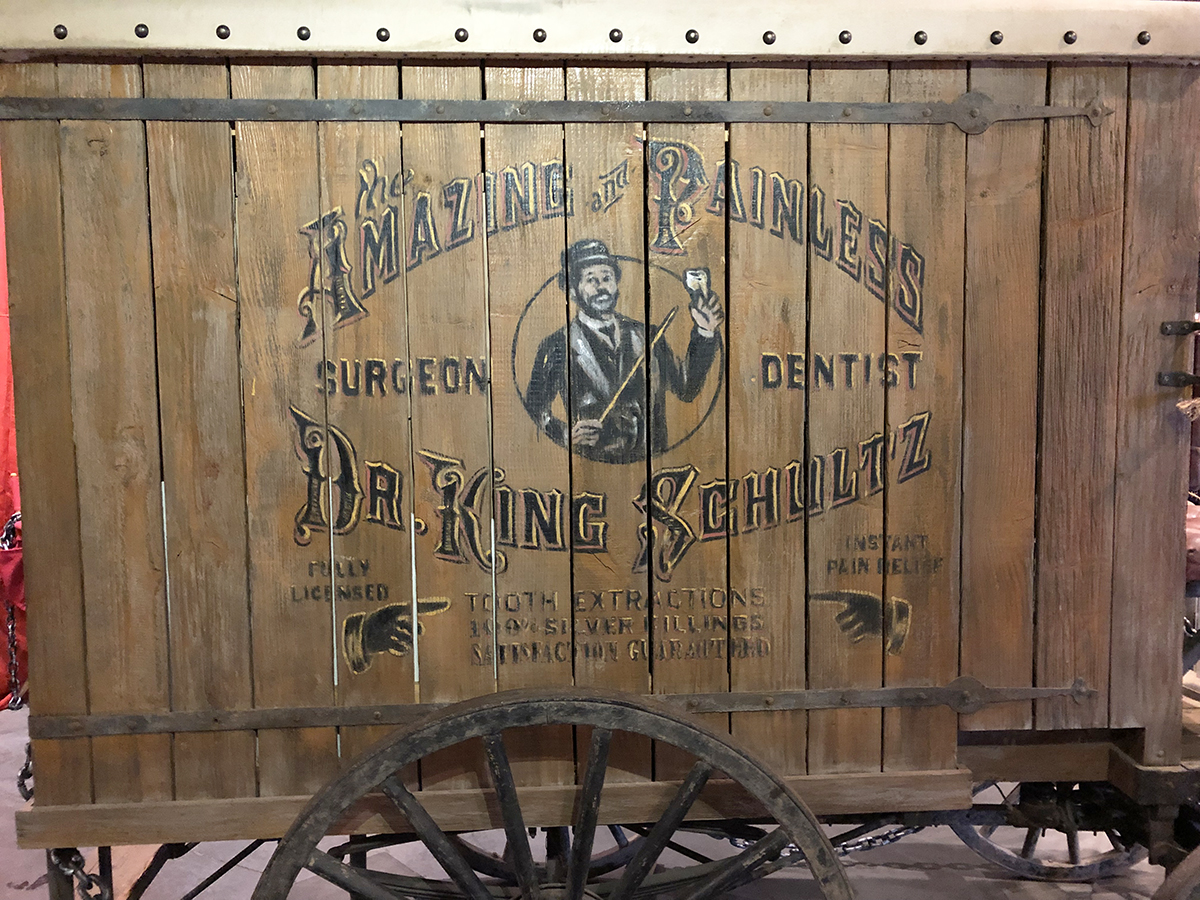 The
AMAZING and PAINLESS
SURGEON DENTIST
DR. KING SCHULTZ
FULLY
LICENSED
INSTANT
PAIN RELIEF
TOOTH EXTRACTIONS
100% SILVER FILLINGS
SATISFACTION GUARANTEED